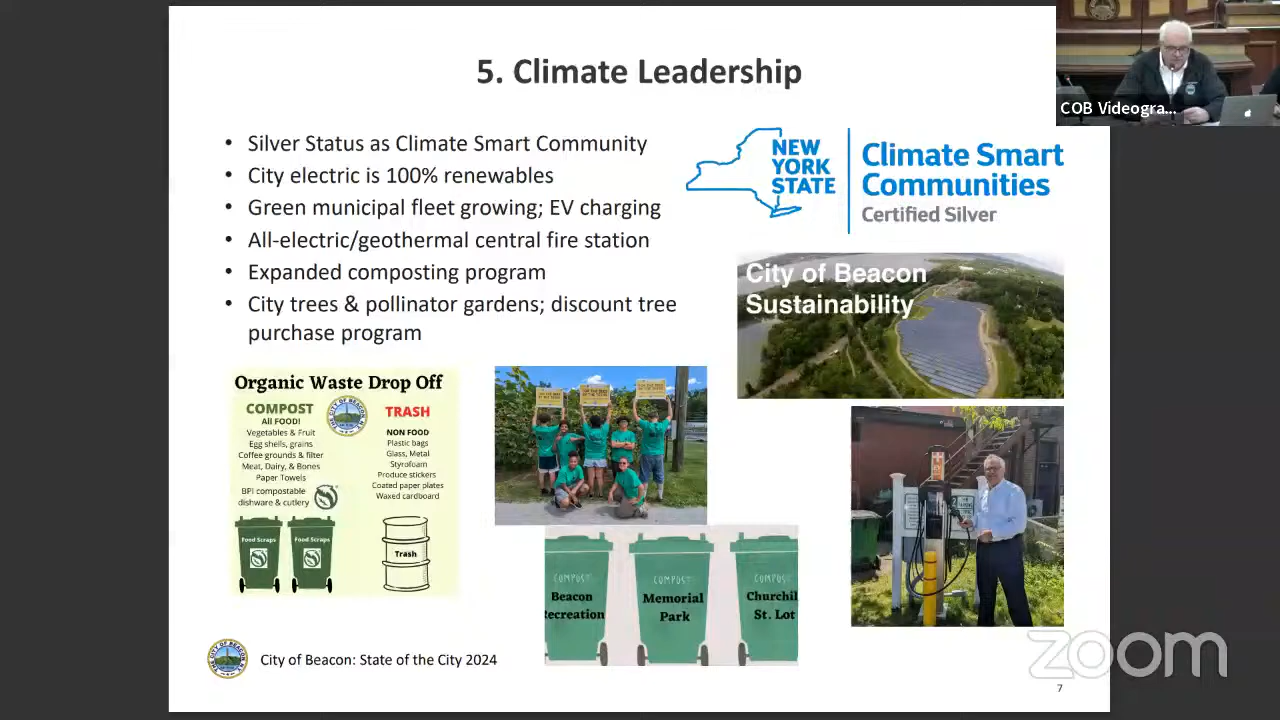 5. Climate Leadership
COB Videogra...
• Silver Status as Climate Smart Community
• City electric is 100% renewables
• Green municipal fleet growing; EV charging
• All-electric/geothermal central fire station
• Expanded composting program
• City trees & pollinator gardens; discount tree
purchase program
NEW
YORK
STATE
Climate Smart
Communities
Certified Silver
City of Beacon
Sustainability
Organic Waste Drop Off
COMPOST
All FOOD!
Vegetables & Fruit
Egg shells, grains
Coffee grounds & filter
Meat, Dairy, & Bones
Paper Towels
BPI compostable
dishware & cutlery
TRASH
NON FOOD
Plastic bags
Glass, Metal
Styrofoam
Produce stickers
Coated paper plates
Waxed cardboard
Food Scraps
Food Scraps
Trash
COMPOST
Beacon
Recreation
COMPOST
Memorial
Park
COMPOST
Churchil
St. Lot
City of Beacon: State of the City 2024
zoom
7